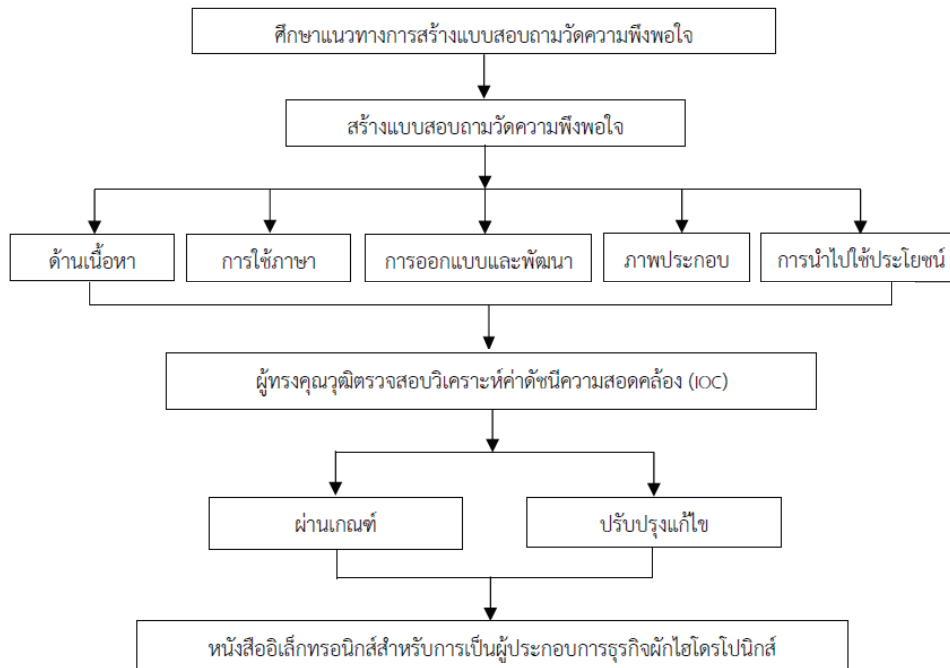 ศึกษาแนวทางการสร้างแบบสอบถามวัดความพึงพอใจ
สร้างแบบสอบถามวัดความพึงพอใจ
ด้านเนื้อหา
การใช้ภาษา
การออกแบบและพัฒนา
ภาพประกอบ
การนำไปใช้ประโยชน์
ผู้ทรงคุณวุฒิตรวจสอบวิเคราะห์ค่าดัชนีความสอดคล้อง (IOC)
ผ่านเกณฑ์
ปรับปรุงแก้ไข
หนังสืออิเล็กทรอนิกส์สำหรับการเป็นผู้ประกอบการธุรกิจผักไฮโดรโปนิกส์